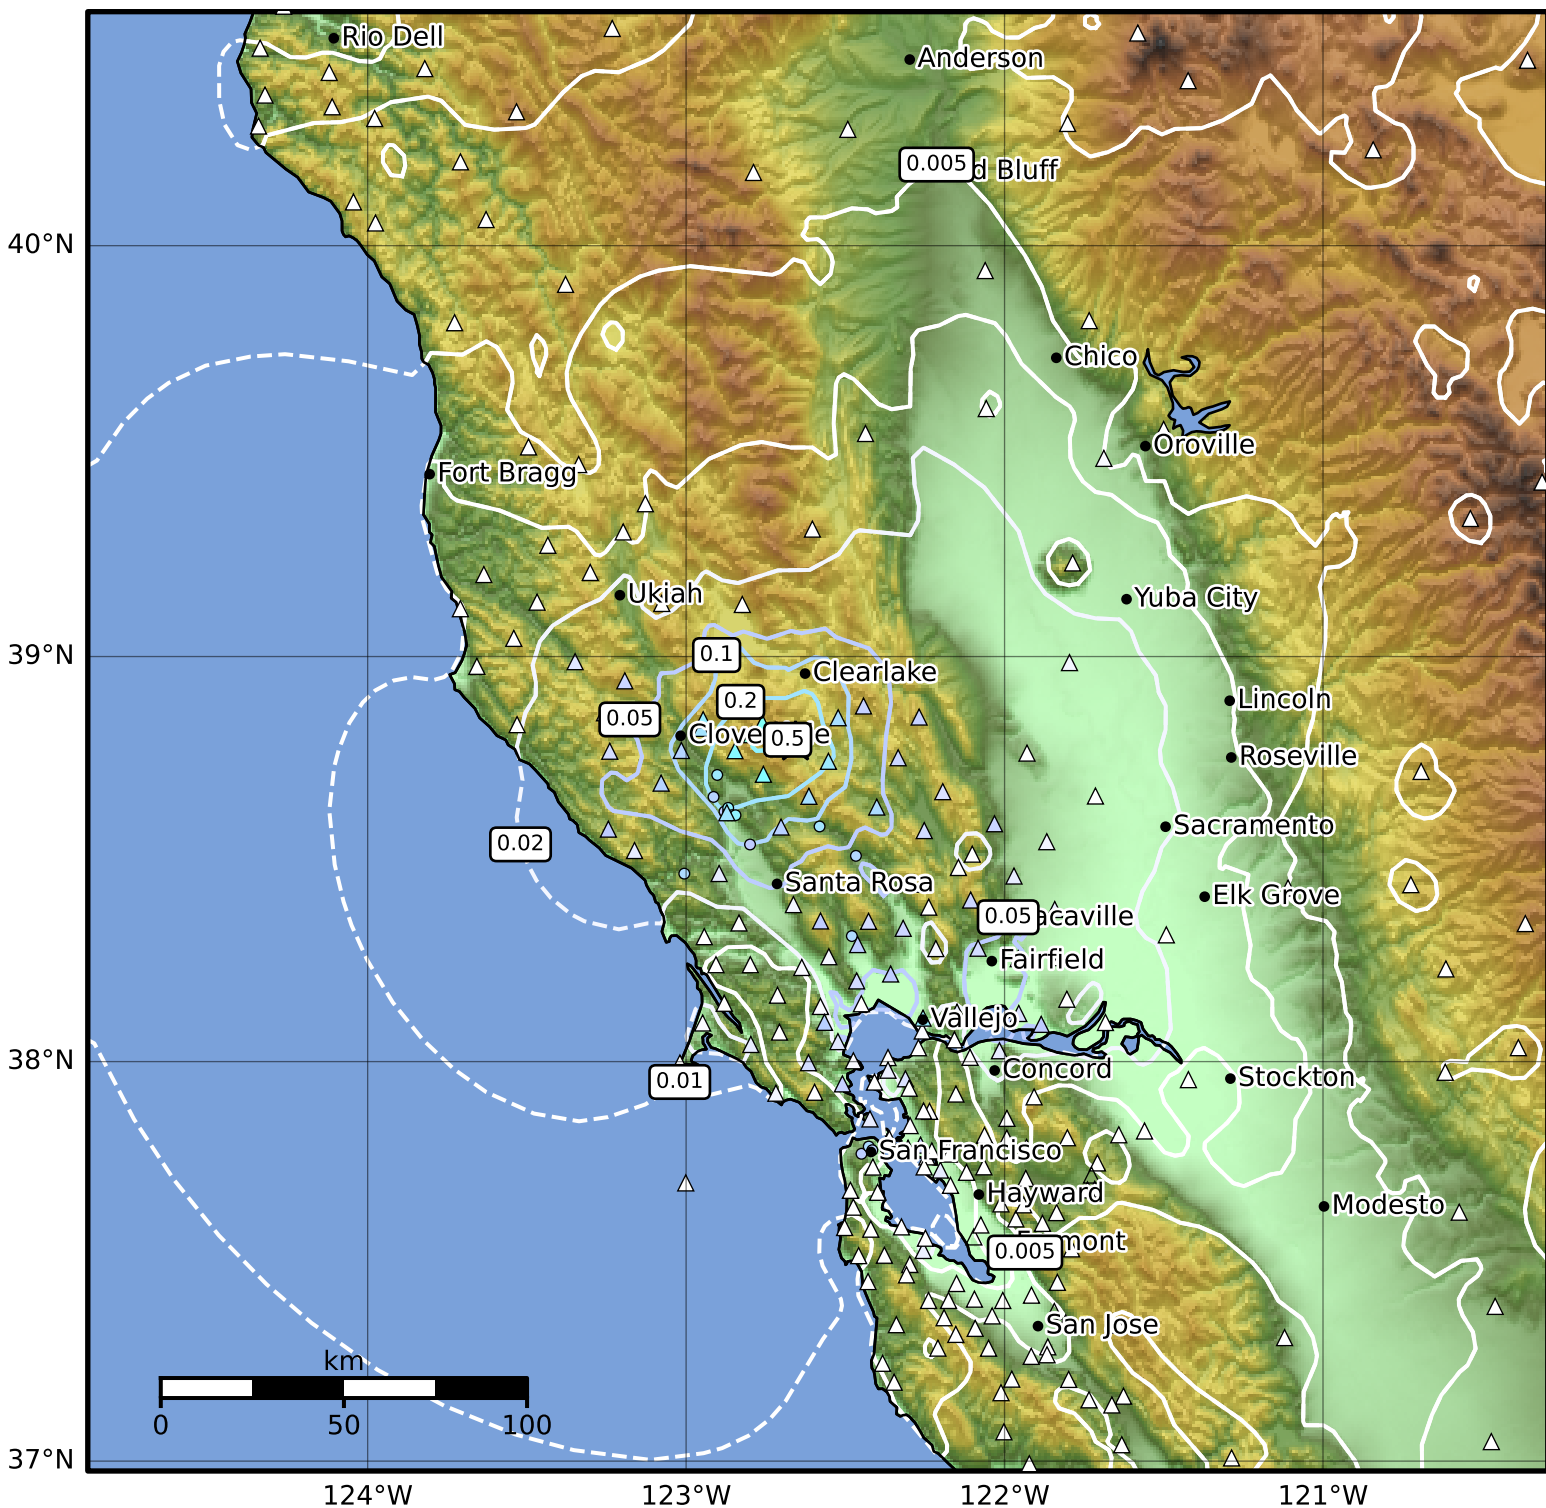 Rio Dell
Anderson
0.005
d Bluff
40°N
Chico
Oroville
Fort Bragg
Ukiah
Yuba City
39°N
0.1
Clearlake
0.2
Lincoln
0.05
Clove
0.5
e
Roseville
0.02
Sacramento
Santa Rosa
Elk Grove
0.05
acaville
Fairfield
Vallejo
38°N
0.01
Concord
Stockton
San Francisco
Hayward
Modesto
0.005
mont
San Jose
km
0
50
100
37°N
124°W
123°W
122°W
121°W